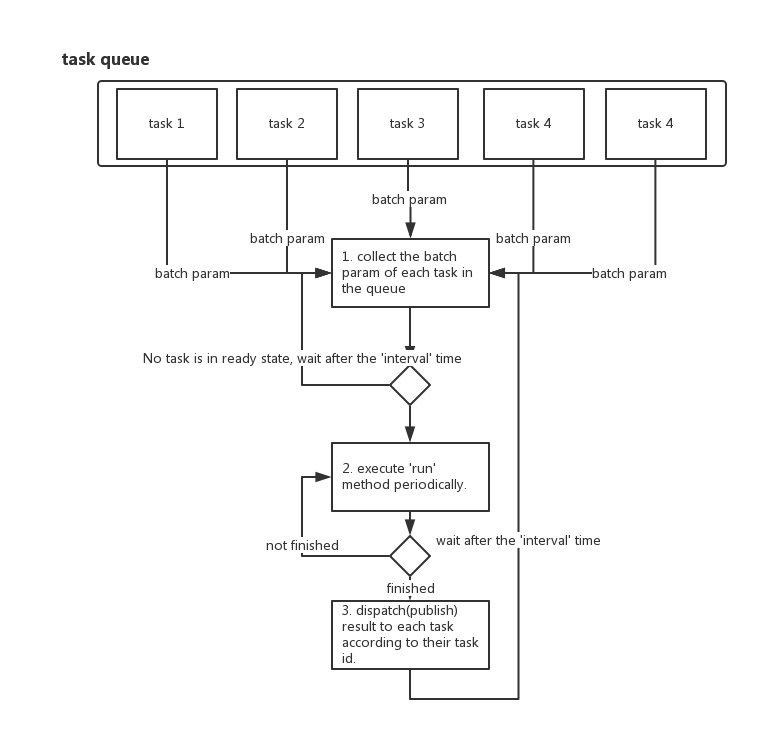 task queue
task 1
task 2
task 3
task 4
task 4
batch param
batch param
batch param
batch param
batch param
1. collect the batch
param of each task in
the queue
No task is in ready state, wait after the 'interval' time
2. execute 'run'
method periodically.
not finished
wait after the 'interval' time
finished
3. dispatch(publish)
result to each task
according to their task
id.